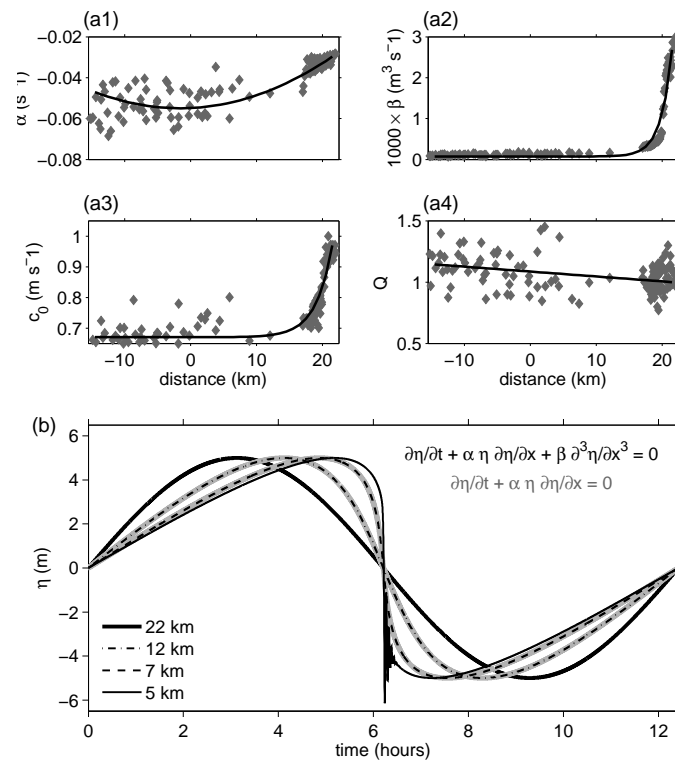 (a1)
−0.02
−0.04
−0.06
−0.08
α (s⁻¹)
(a2)
3
2
1
0
1000 × β (m³ s⁻¹)
(a3)
1
0.9
0.8
0.7
c₀ (m s⁻¹)
−10 0 10 20
distance (km)
(a4)
1.5
1
0.5
Q
−10 0 10 20
distance (km)
(b)
6
4
2
0
−2
−4
−6
η (m)
∂η/∂t + α η ∂η/∂x + β ∂³η/∂x³ = 0
∂η/∂t + α η ∂η/∂x = 0
22 km
12 km
7 km
5 km
0 2 4 6 8 10 12
time (hours)